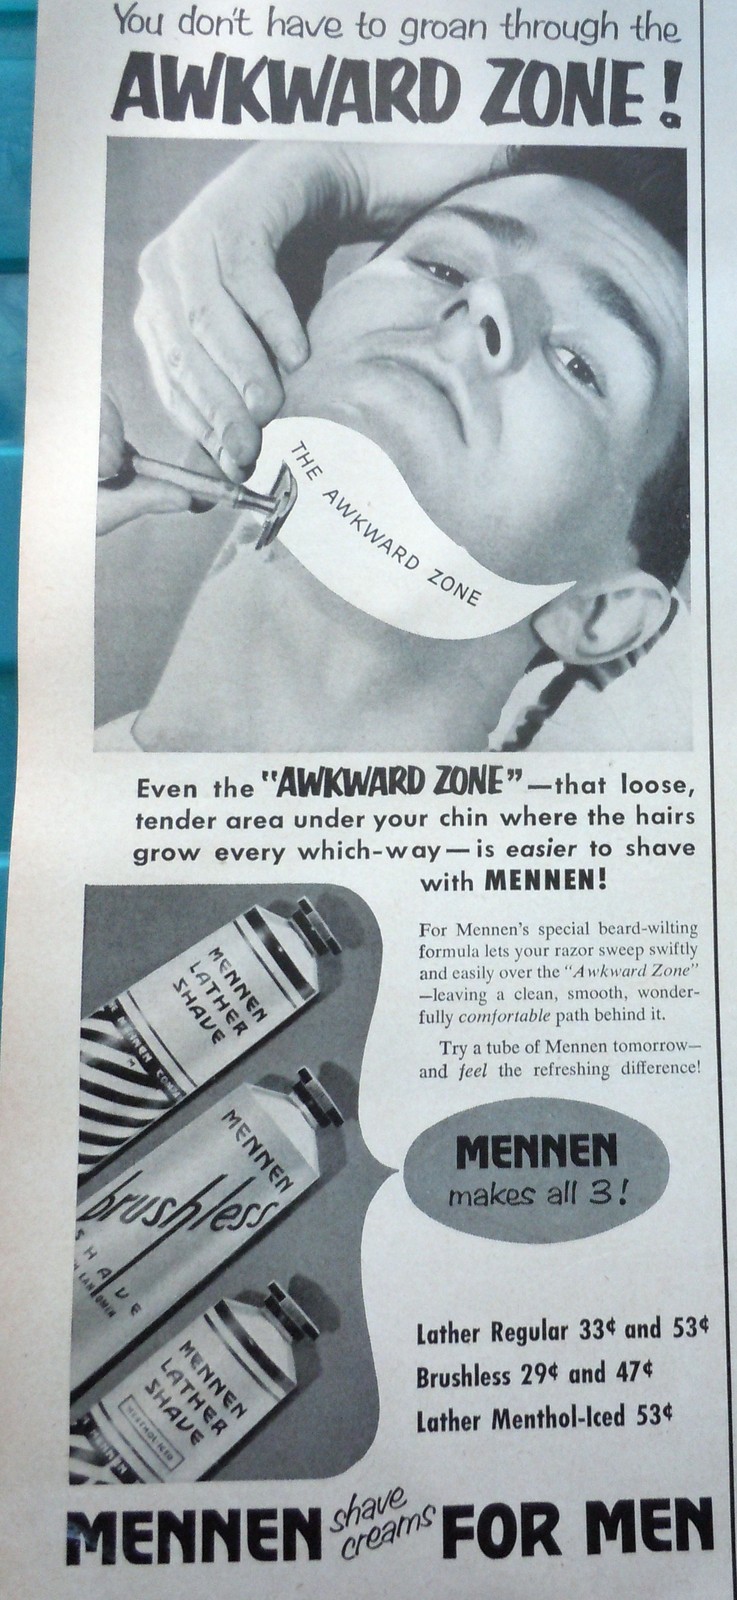 You don't have to groan through the
AWKWARD ZONE!
THE AWKWARD ZONE
Even the "AWKWARD ZONE"—that loose,
tender area under your chin where the hairs
grow every which-way—is easier to shave
with MENNEN!
For Mennen's special beard-wilting
formula lets your razor sweep swiftly
and easily over the "Awkward Zone"
—leaving a clean, smooth, wonder-
fully comfortable path behind it.
Try a tube of Mennen tomorrow—
and feel the refreshing difference!
MENNEN
LATHER
SHAVE
MENNEN
MENNEN
brushless
SHAVE
MENNEN
LATHER
SHAVE
MENTHOL-ICED
MENNEN
MENNEN
makes all 3!
Lather Regular 33¢ and 53¢
Brushless 29¢ and 47¢
Lather Menthol-Iced 53¢
MENNEN shave creams FOR MEN